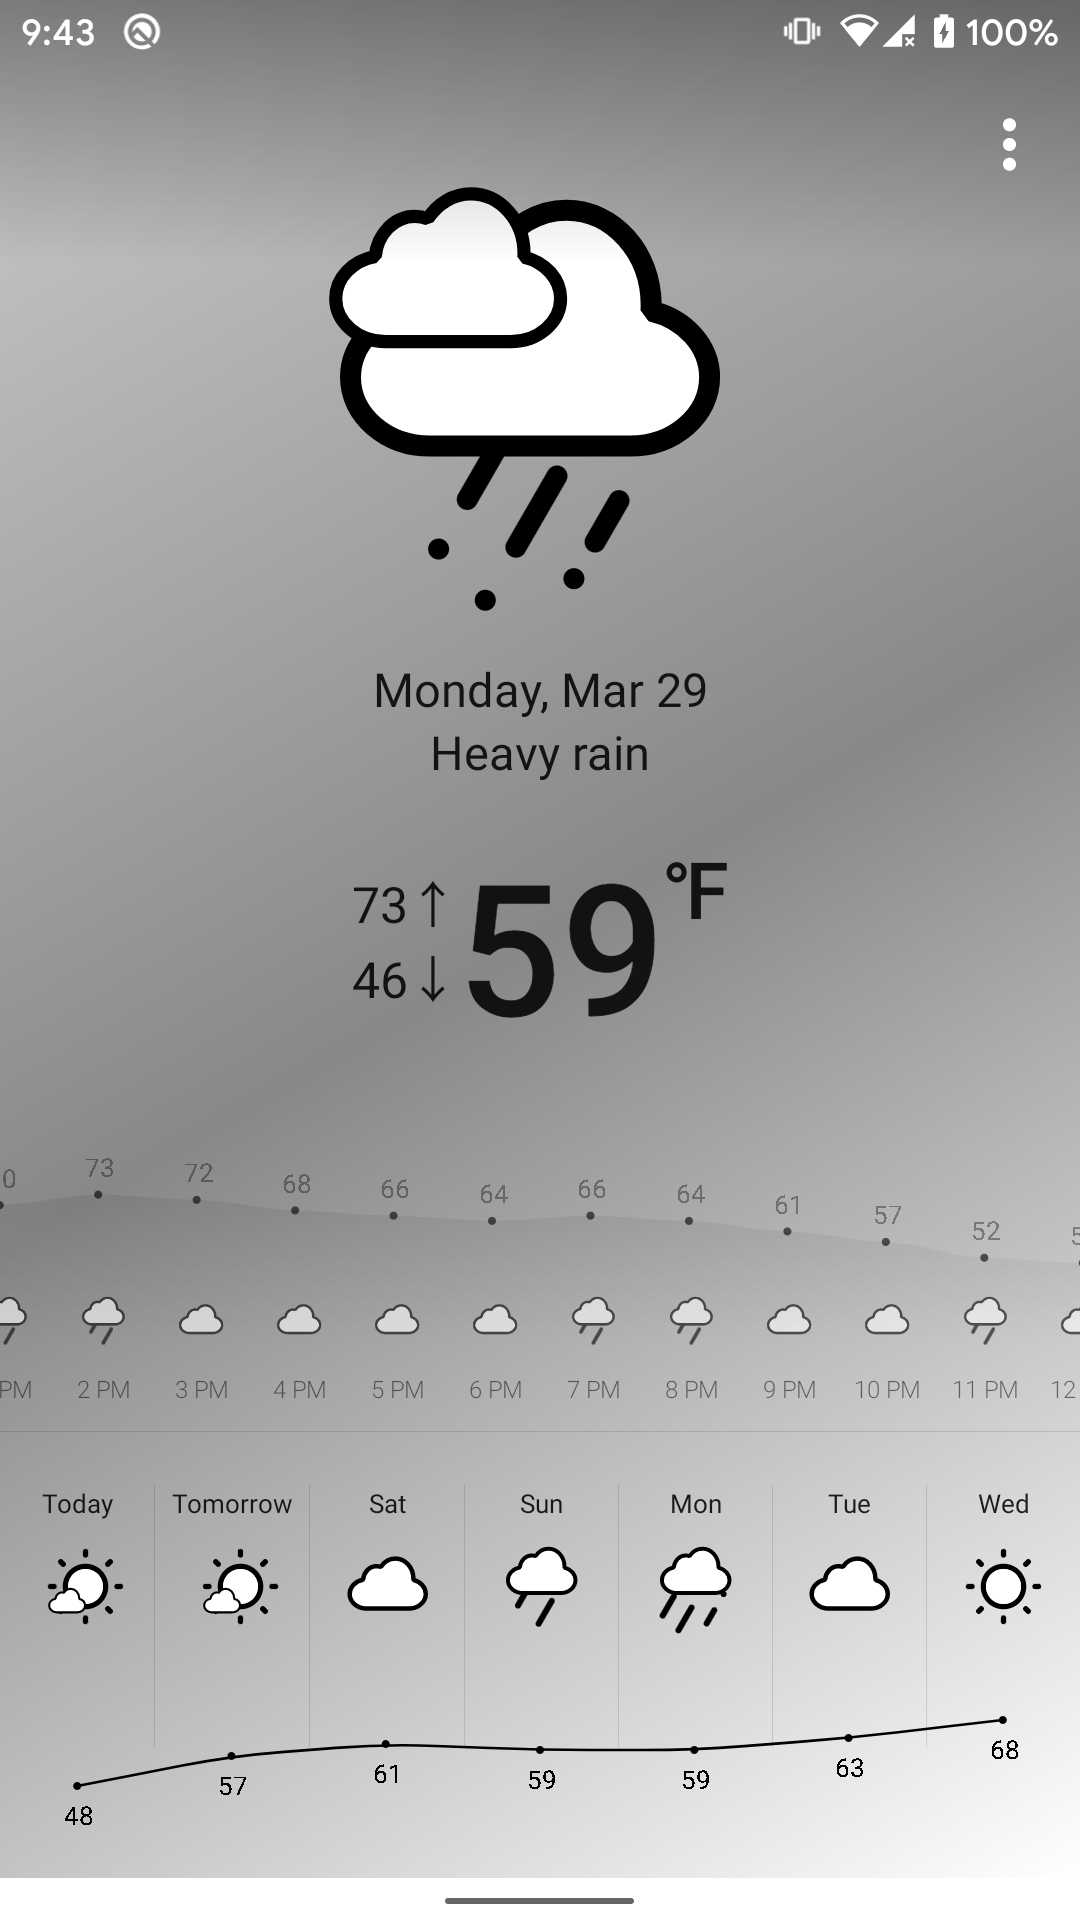 9:43 100%
Monday, Mar 29
Heavy rain
73↑ 59 °F
46↓
0 73 72 68 66 64 66 64 61 57 52 5
PM 2 PM 3 PM 4 PM 5 PM 6 PM 7 PM 8 PM 9 PM 10 PM 11 PM 12
Today Tomorrow Sat Sun Mon Tue Wed
48 57 61 59 59 63 68